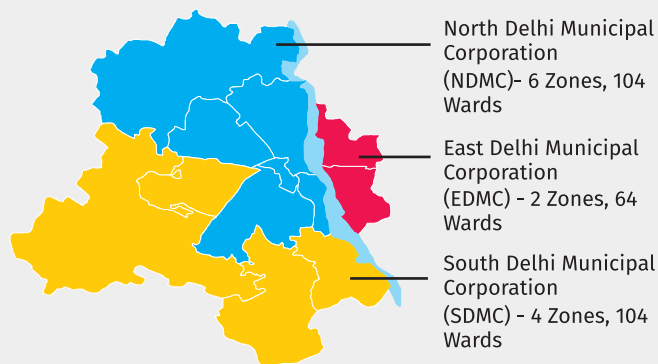 North Delhi Municipal
Corporation
(NDMC)- 6 Zones, 104
Wards
East Delhi Municipal
Corporation
(EDMC) - 2 Zones, 64
Wards
South Delhi Municipal
Corporation
(SDMC) - 4 Zones, 104
Wards